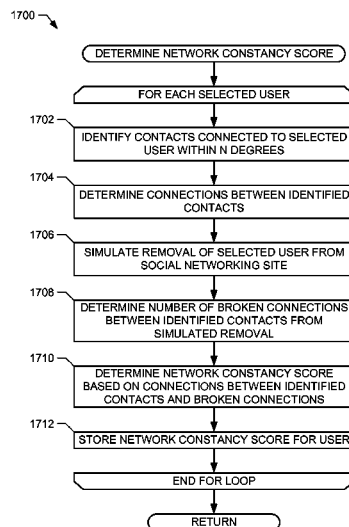 1700
DETERMINE NETWORK CONSTANCY SCORE
FOR EACH SELECTED USER
1702
IDENTIFY CONTACTS CONNECTED TO SELECTED
USER WITHIN N DEGREES
1704
DETERMINE CONNECTIONS BETWEEN IDENTIFIED
CONTACTS
1706
SIMULATE REMOVAL OF SELECTED USER FROM
SOCIAL NETWORKING SITE
1708
DETERMINE NUMBER OF BROKEN CONNECTIONS
BETWEEN IDENTIFIED CONTACTS FROM
SIMULATED REMOVAL
1710
DETERMINE NETWORK CONSTANCY SCORE
BASED ON CONNECTIONS BETWEEN IDENTIFIED
CONTACTS AND BROKEN CONNECTIONS
1712
STORE NETWORK CONSTANCY SCORE FOR USER
END FOR LOOP
RETURN